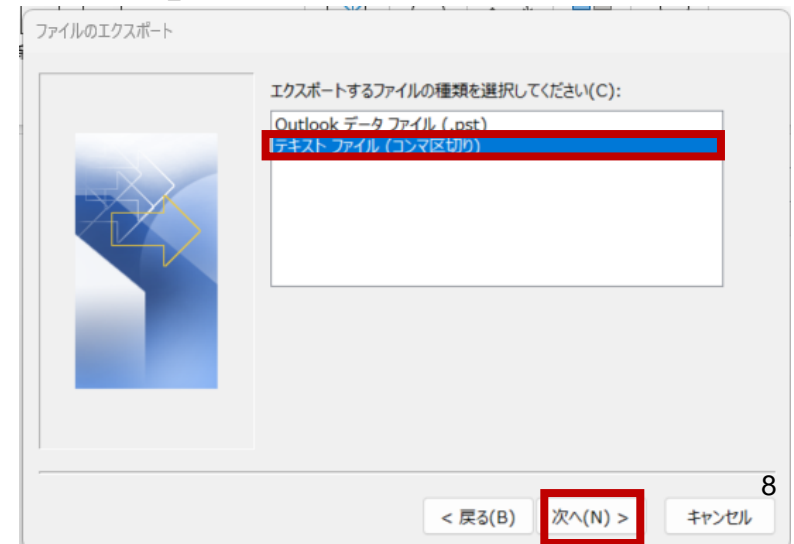 ファイルのエクスポート
エクスポートするファイルの種類を選択してください(C):
Outlook データ ファイル (.pst)
テキスト ファイル (コンマ区切り)
8
< 戻る(B)
次へ(N) >
キャンセル